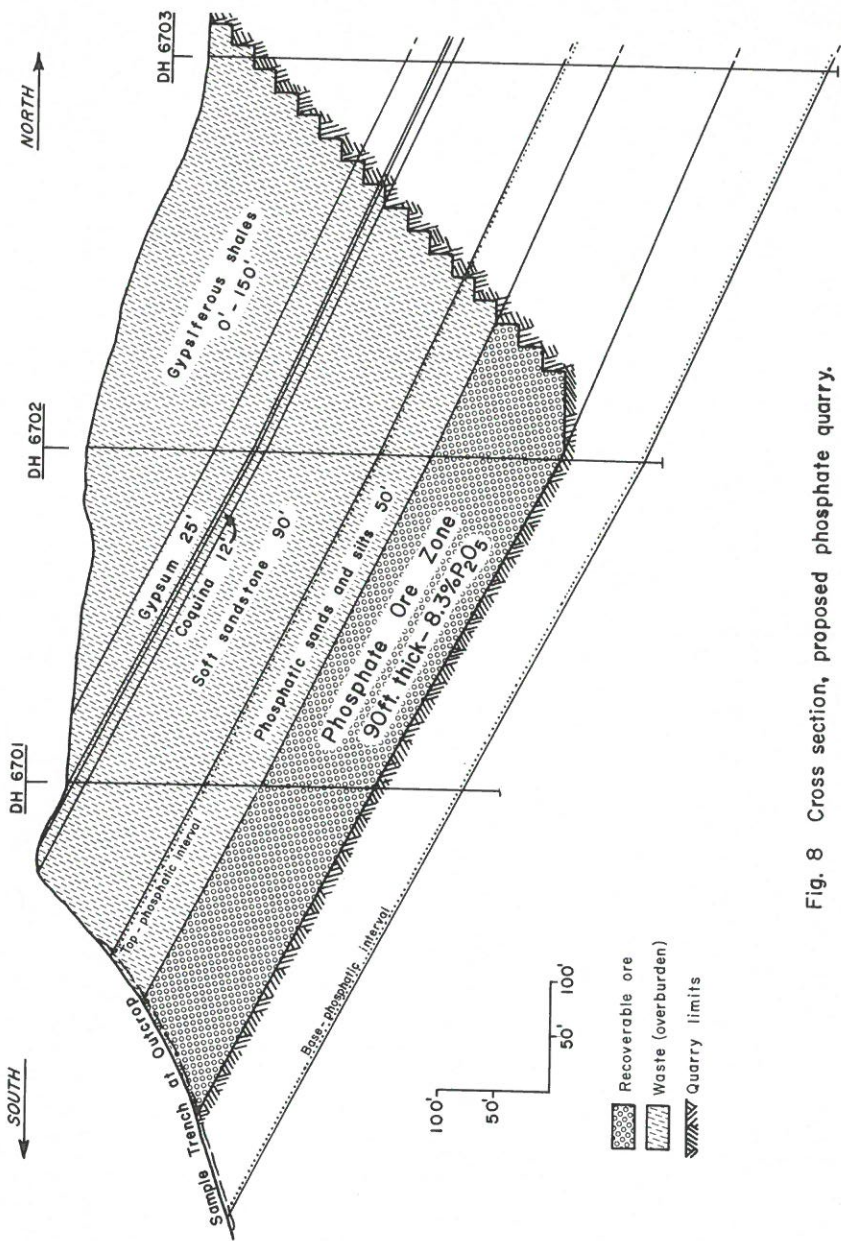 SOUTH
NORTH
DH 6701
DH 6702
DH 6703
Gypsiferous shales
0'-150'
Gypsum 25'
Coquina 12'
Soft sandstone 90'
Top-phosphatic interval
Phosphatic sands and silts 50'
Phosphate Ore Zone
90ft. thick-8.3%P₂O₅
Sample Trench at Outcrop
Base-phosphatic interval
100'
50'
50'
100'
Recoverable ore
Waste (overburden)
Quarry limits
Fig. 8 Cross section, proposed phosphate quarry.